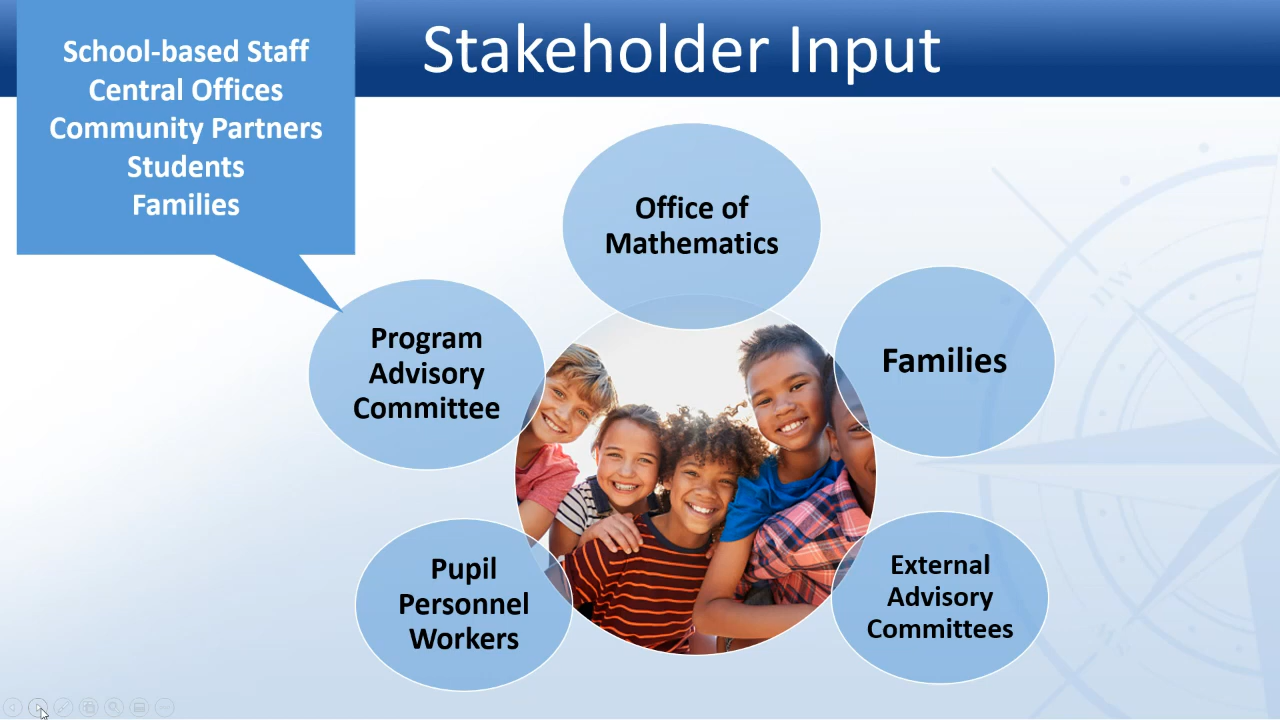 Stakeholder Input
School-based Staff
Central Offices
Community Partners
Students
Families
Office of
Mathematics
Program
Advisory
Committee
Families
Pupil
Personnel
Workers
External
Advisory
Committees